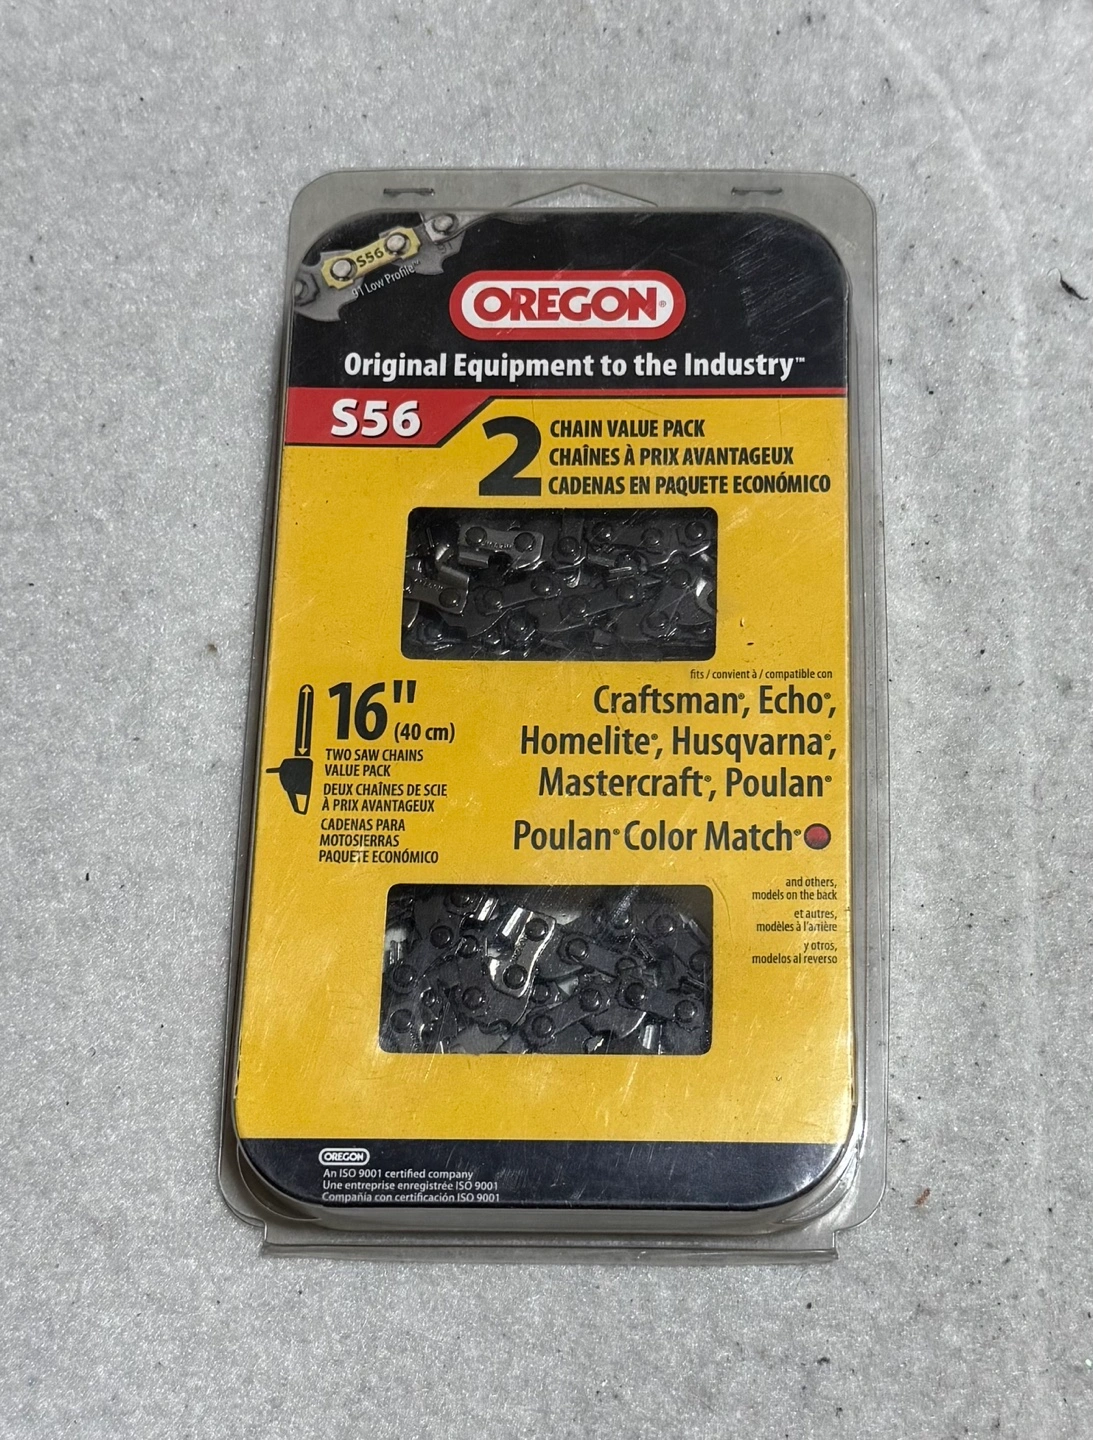 S56
91
91 Low Profile™
OREGON®
Original Equipment to the Industry™
S56
2
CHAIN VALUE PACK
CHAÎNES À PRIX AVANTAGEUX
CADENAS EN PAQUETE ECONÓMICO
fits / convient à / compatible con
Craftsman®, Echo®,
Homelite®, Husqvarna®,
Mastercraft®, Poulan®
Poulan® Color Match®
16" (40 cm)
TWO SAW CHAINS
VALUE PACK
DEUX CHAÎNES DE SCIE
À PRIX AVANTAGEUX
CADENAS PARA
MOTOSIERRAS
PAQUETE ECONÓMICO
and others,
models on the back
et autres,
modèles à l'arrière
y otros,
modelos al reverso
OREGON
An ISO 9001 certified company
Une entreprise enregistrée ISO 9001
Compañía con certificación ISO 9001